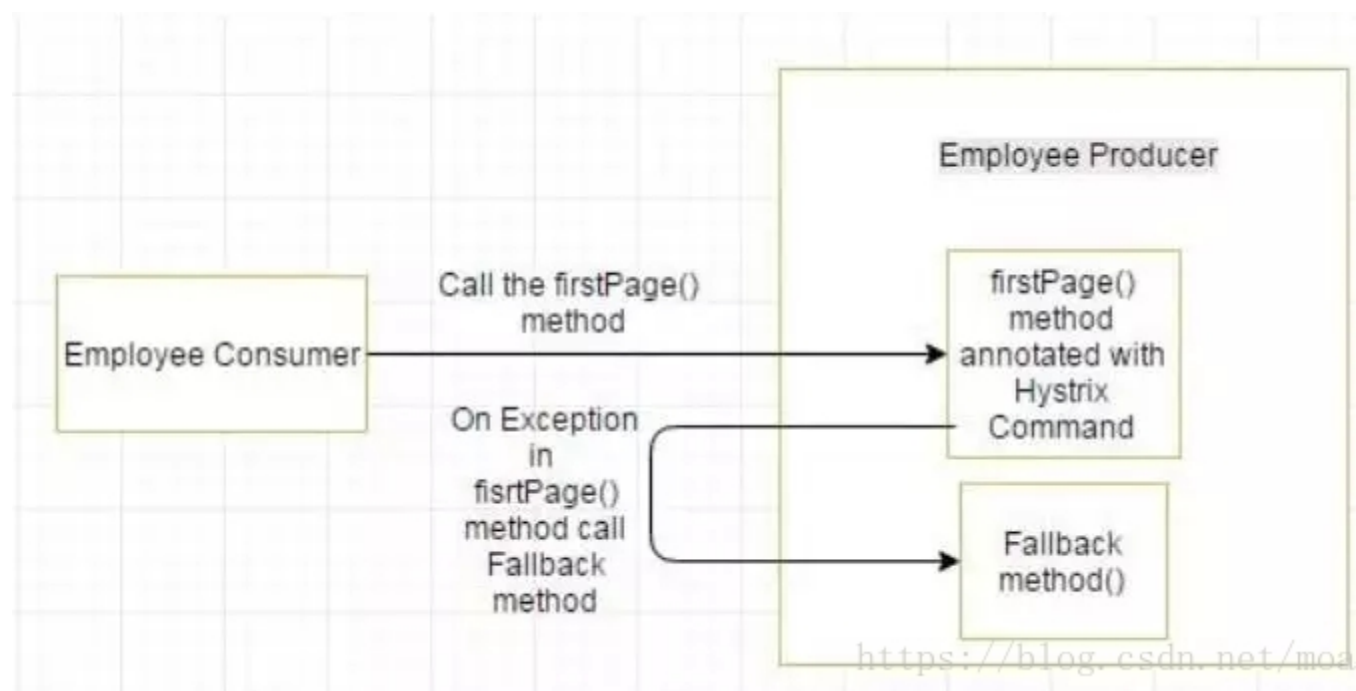 Employee Producer
Call the firstPage()
method
Employee Consumer
firstPage()
method
annotated with
Hystrix
Command
On Exception
in
fisrtPage()
method call
Fallback
method
Fallback
method()
https://blog.csdn.net/moa